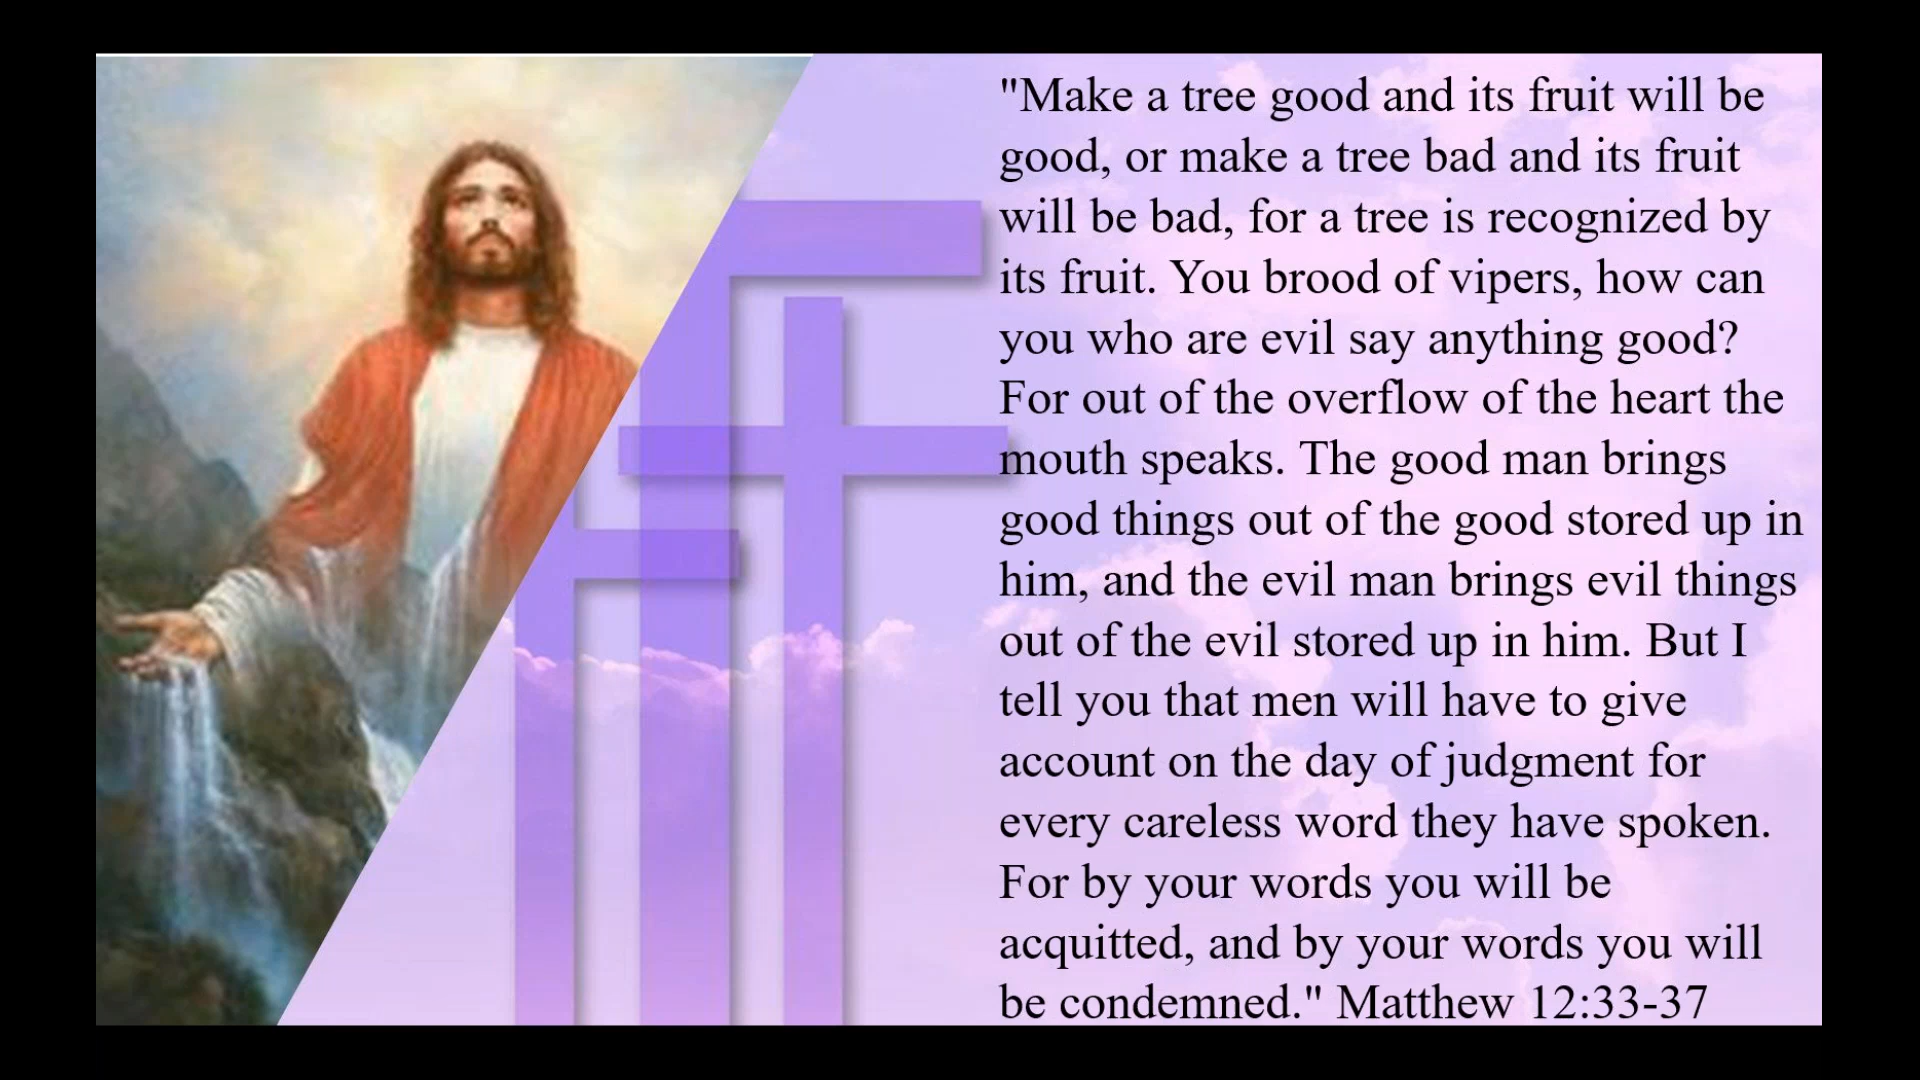 "Make a tree good and its fruit will be
good, or make a tree bad and its fruit
will be bad, for a tree is recognized by
its fruit. You brood of vipers, how can
you who are evil say anything good?
For out of the overflow of the heart the
mouth speaks. The good man brings
good things out of the good stored up in
him, and the evil man brings evil things
out of the evil stored up in him. But I
tell you that men will have to give
account on the day of judgment for
every careless word they have spoken.
For by your words you will be
acquitted, and by your words you will
be condemned." Matthew 12:33-37